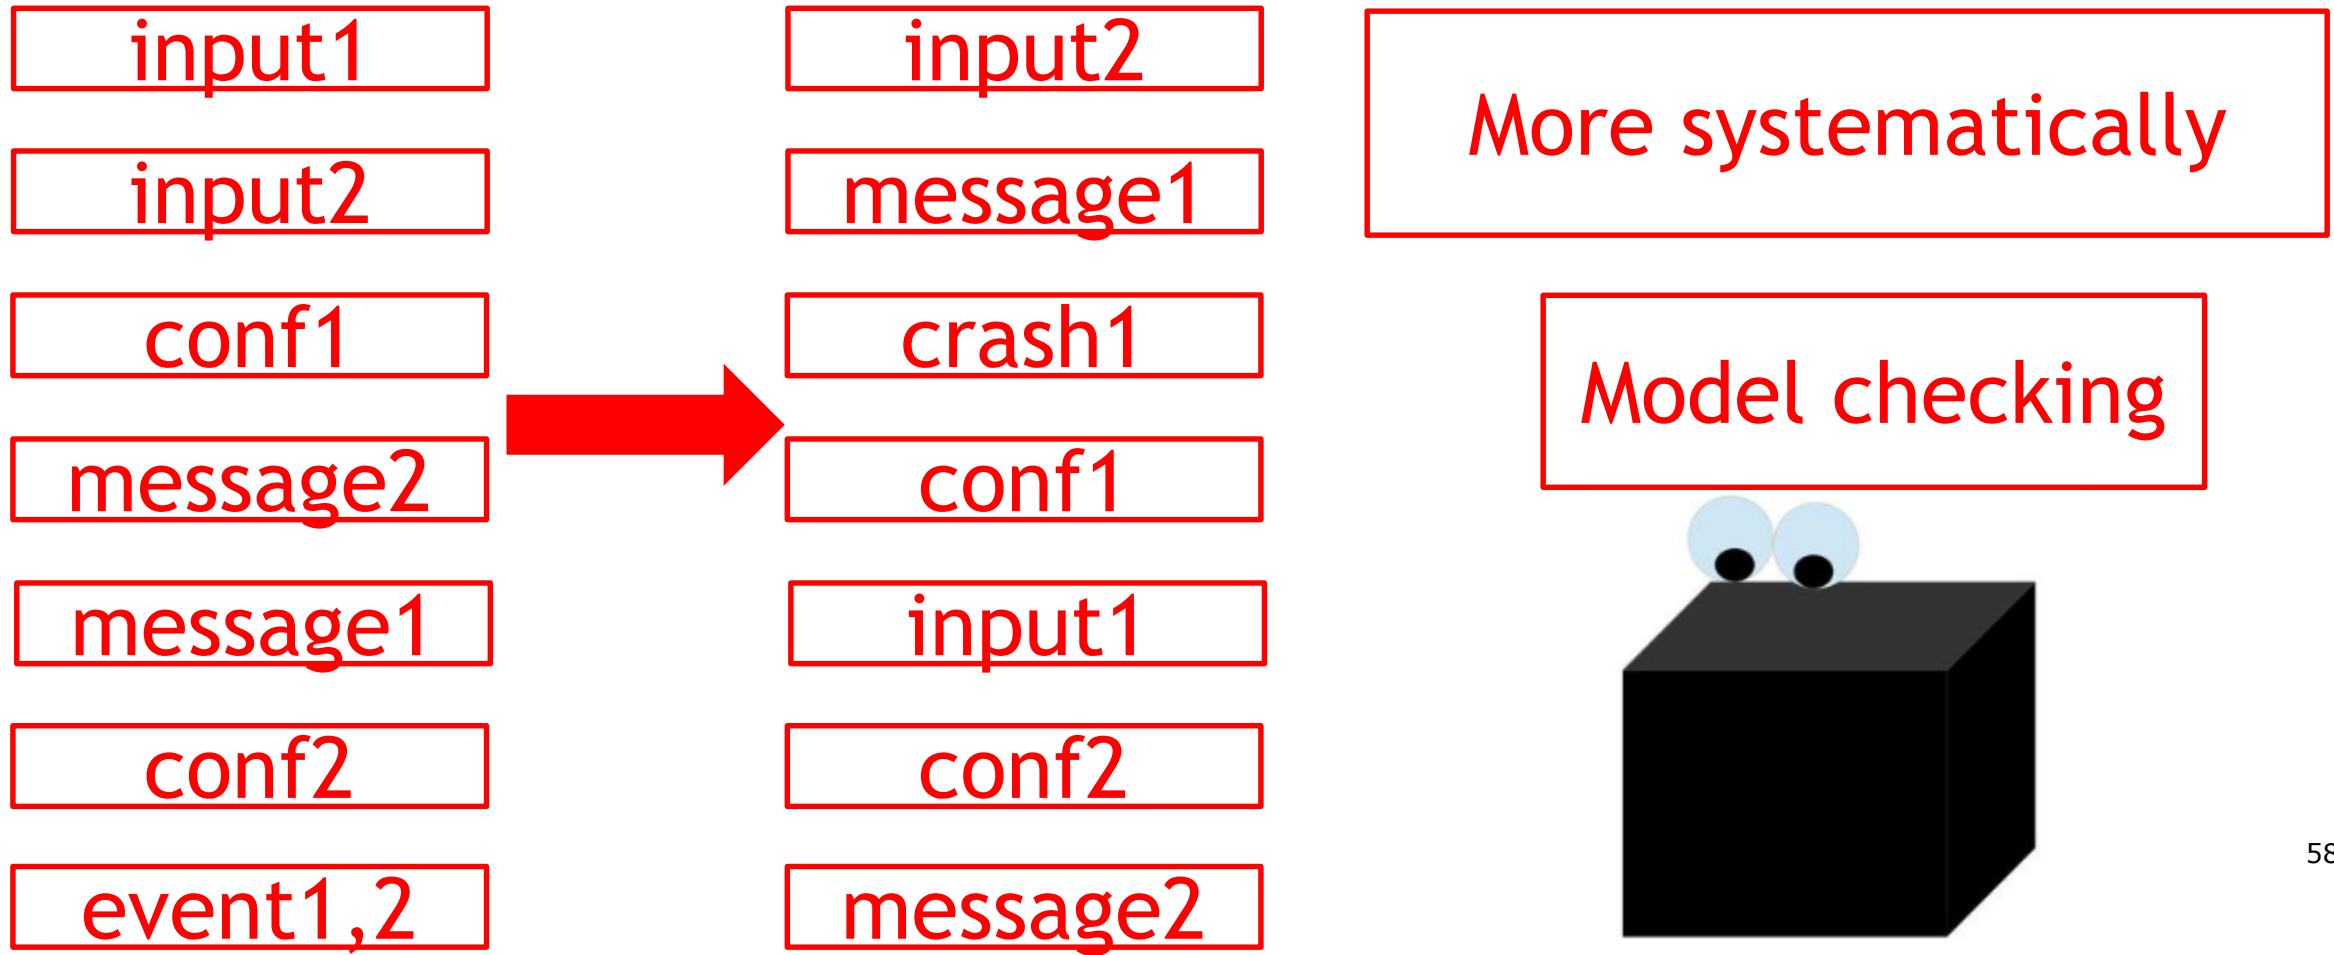 input1
input2
conf1
message2
message1
conf2
event1,2
input2
message1
crash1
conf1
input1
conf2
message2
More systematically
Model checking
58